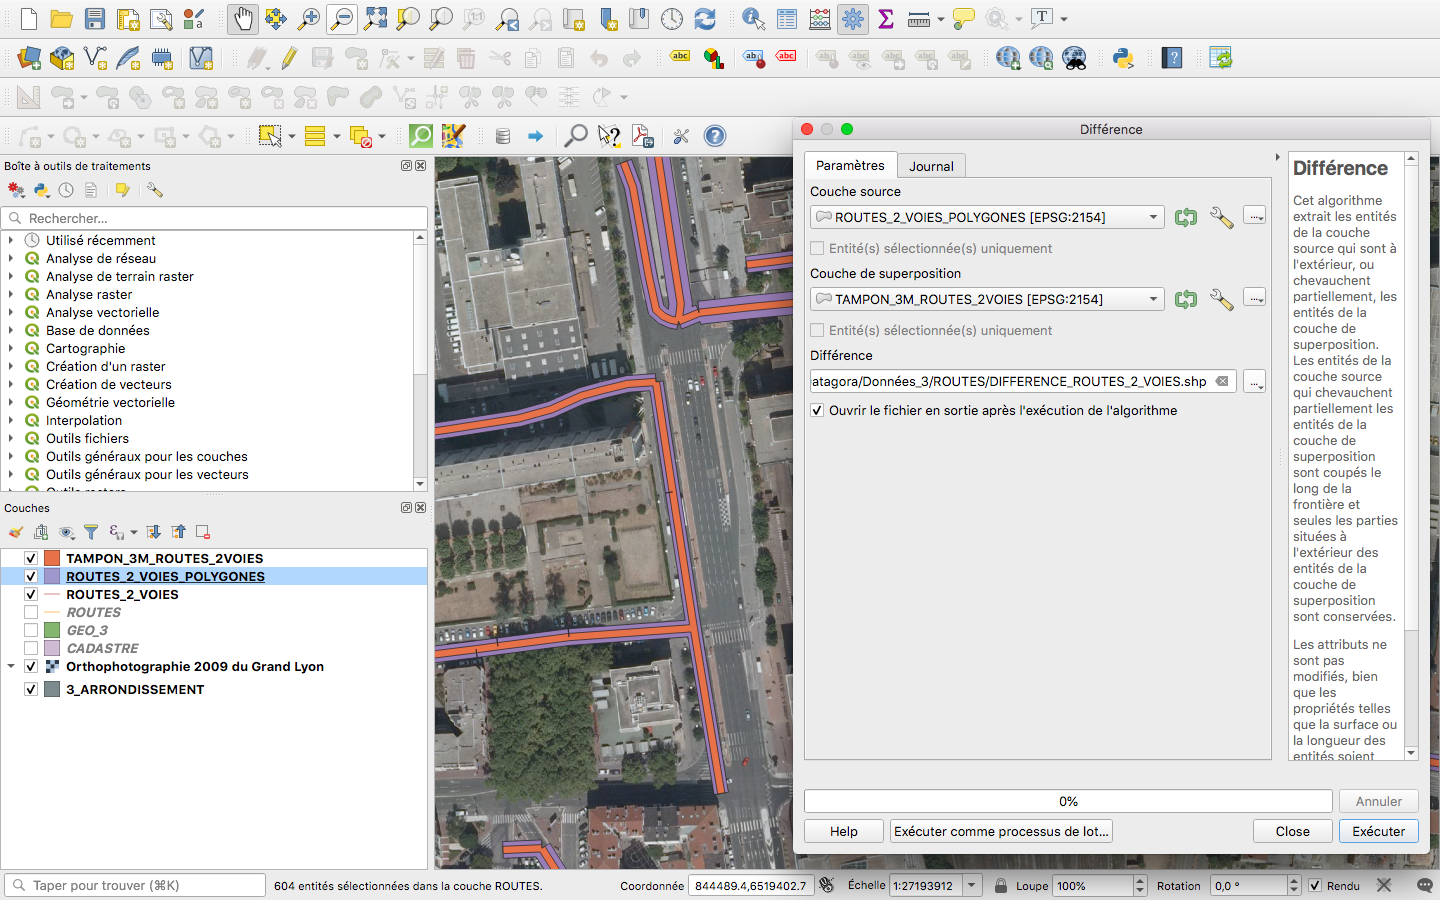 Différence
Boîte à outils de traitements
Rechercher...
Utilisé récemment
Analyse de réseau
Analyse de terrain raster
Analyse raster
Analyse vectorielle
Base de données
Cartographie
Création d'un raster
Création de vecteurs
Géométrie vectorielle
Interpolation
Outils fichiers
Outils généraux pour les couches
Outils généraux pour les vecteurs
Couches
TAMPON_3M_ROUTES_2VOIES
ROUTES_2_VOIES_POLYGONES
ROUTES_2_VOIES
ROUTES
GEO_3
CADASTRE
Orthophotographie 2009 du Grand Lyon
3_ARRONDISSEMENT
Paramètres
Journal
Couche source
ROUTES_2_VOIES_POLYGONES [EPSG:2154]
Entité(s) sélectionnée(s) uniquement
Couche de superposition
TAMPON_3M_ROUTES_2VOIES [EPSG:2154]
Entité(s) sélectionnée(s) uniquement
Différence
atagora/Données_3/ROUTES/DIFFERENCE_ROUTES_2_VOIES.shp
Ouvrir le fichier en sortie après l'exécution de l'algorithme
Différence
Cet algorithme
extrait les entités
de la couche
source qui sont à
l'extérieur, ou
chevauchent
partiellement, les
entités de la
couche de
superposition.
Les entités de la
couche source
qui chevauchent
partiellement les
entités de la
couche de
superposition
sont coupés le
long de la
frontière et
seules les parties
situées à
l'extérieur des
entités de la
couche de
superposition
sont conservées.
Les attributs ne
sont pas
modifiés, bien
que les
propriétés telles
que la surface ou
la longueur des
entités soient
0%
Annuler
Help
Exécuter comme processus de lot...
Close
Exécuter
Taper pour trouver (⌘K)
604 entités sélectionnées dans la couche ROUTES.
Coordonnée
844489.4,6519402.7
Échelle
1:27193912
Loupe
100%
Rotation
0,0 °
Rendu